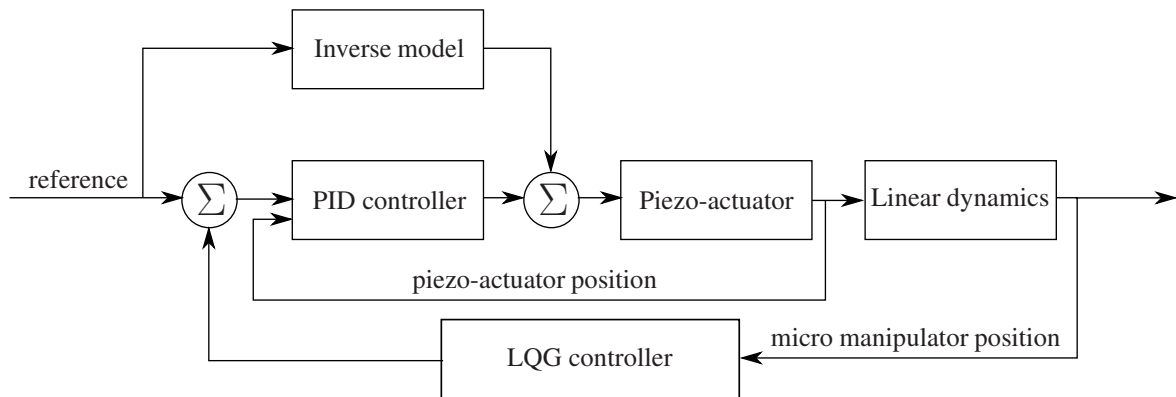 Inverse model
reference
Σ
PID controller
Σ
Piezo-actuator
Linear dynamics
piezo-actuator position
micro manipulator position
LQG controller